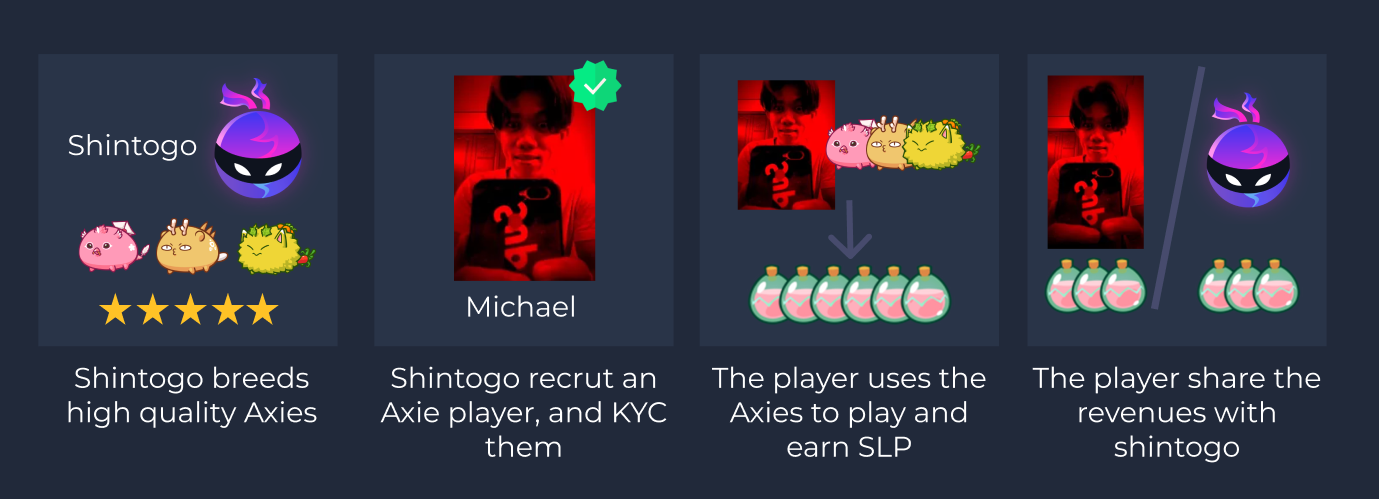 Shintogo
Michael
Shintogo breeds
high quality Axies
Shintogo recrut an
Axie player, and KYC
them
The player uses the
Axies to play and
earn SLP
The player share the
revenues with
shintogo